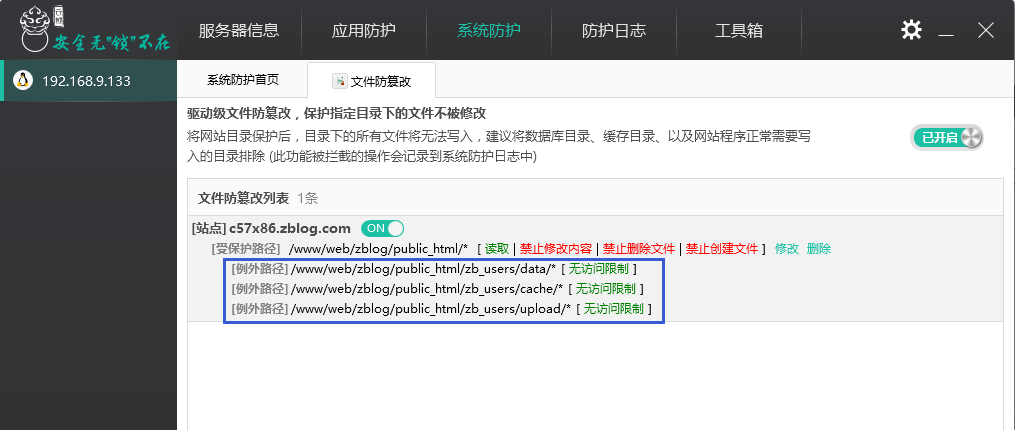 安全无"锁"不在
服务器信息 应用防护 系统防护 防护日志 工具箱
192.168.9.133
系统防护首页 文件防篡改
驱动级文件防篡改，保护指定目录下的文件不被修改
将网站目录保护后，目录下的所有文件将无法写入，建议将数据库目录、缓存目录、以及网站程序正常需要写
入的目录排除 (此功能被拦截的操作会记录到系统防护日志中)
已开启
文件防篡改列表 1条
[站点] c57x86.zblog.com ON
[受保护路径] /www/web/zblog/public_html/* [ 读取 | 禁止修改内容 | 禁止删除文件 | 禁止创建文件 ] 修改 删除
[例外路径] /www/web/zblog/public_html/zb_users/data/* [ 无访问限制 ]
[例外路径] /www/web/zblog/public_html/zb_users/cache/* [ 无访问限制 ]
[例外路径] /www/web/zblog/public_html/zb_users/upload/* [ 无访问限制 ]